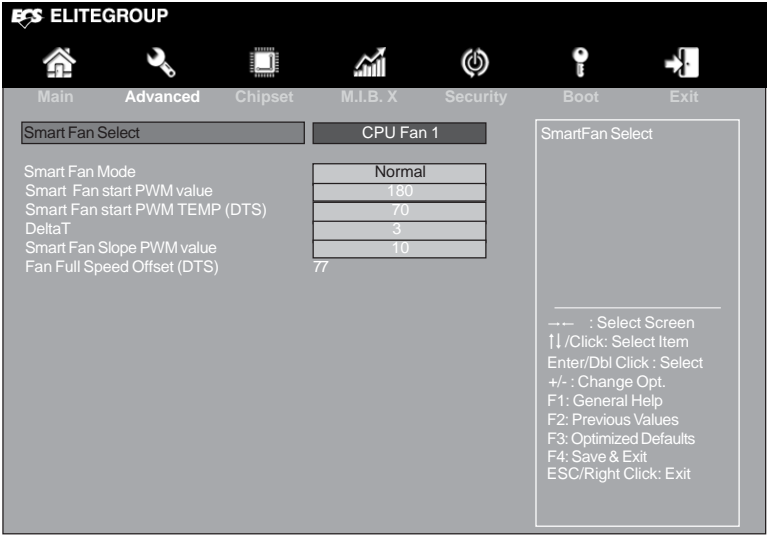 ECS ELITEGROUP
Main Advanced Chipset M.I.B. X Security Boot Exit
Smart Fan Select CPU Fan 1
Smart Fan Mode Normal
Smart Fan start PWM value 180
Smart Fan start PWM TEMP (DTS) 70
DeltaT 3
Smart Fan Slope PWM value 10
Fan Full Speed Offset (DTS) 77
SmartFan Select
→← : Select Screen
↑↓/Click: Select Item
Enter/Dbl Click : Select
+/- : Change Opt.
F1: General Help
F2: Previous Values
F3: Optimized Defaults
F4: Save & Exit
ESC/Right Click: Exit